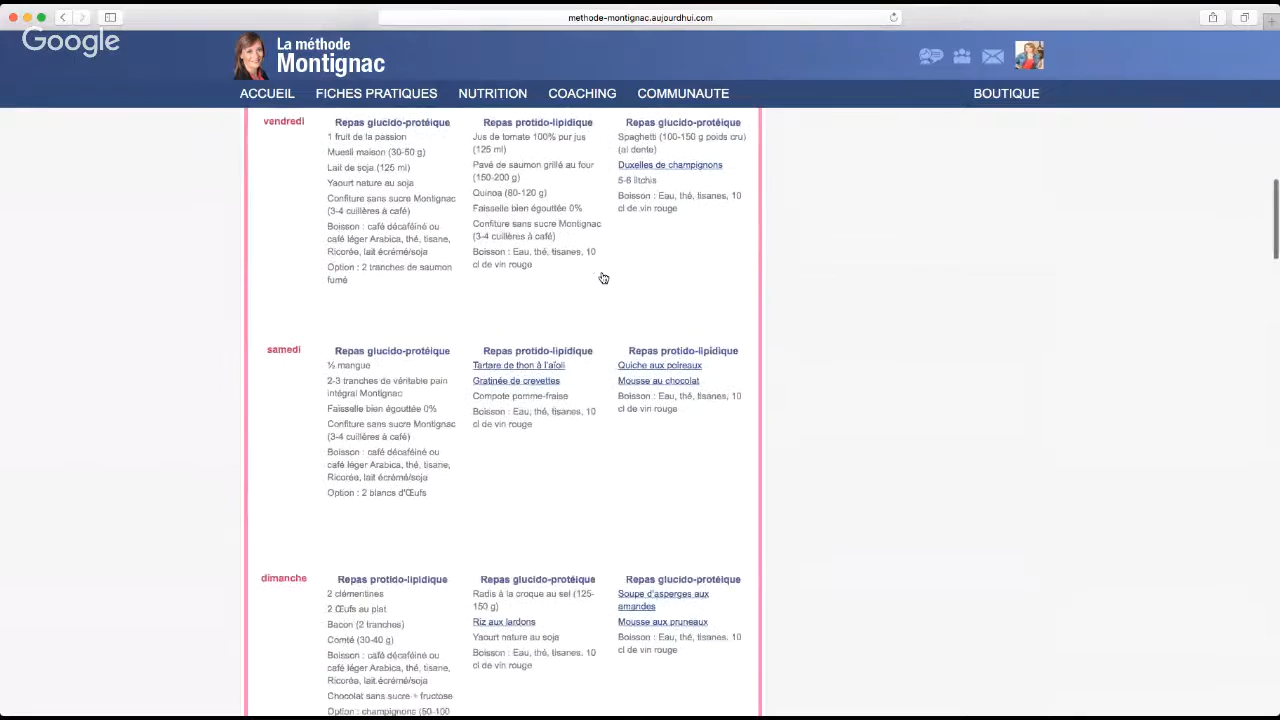 methode-montignac.aujourdhui.com
Google
La méthode
Montignac
ACCUEIL FICHES PRATIQUES NUTRITION COACHING COMMUNAUTE BOUTIQUE
vendredi
Repas glucido-protéique
1 fruit de la passion
Muesli maison (30-50 g)
Lait de soja (125 ml)
Yaourt nature au soja
Confiture sans sucre Montignac
(3-4 cuillères à café)
Boisson : café décaféiné ou
café léger Arabica, thé, tisane,
Ricorée, lait écrémé/soja
Option : 2 tranches de saumon
fumé
Repas protido-lipidique
Jus de tomate 100% pur jus
(125 ml)
Pavé de saumon grillé au four
(150-200 g)
Quinoa (60-120 g)
Faisselle bien égouttée 0%
Confiture sans sucre Montignac
(3-4 cuillères à café)
Boisson : Eau, thé, tisanes, 10
cl de vin rouge
Repas glucido-protéique
Spaghetti (100-150 g poids cru)
(al dente)
Duxelles de champignons
5-6 litchis
Boisson : Eau, thé, tisanes, 10
cl de vin rouge
samedi
Repas glucido-protéique
½ mangue
2-3 tranches de véritable pain
intégral Montignac
Faisselle bien égouttée 0%
Confiture sans sucre Montignac
(3-4 cuillères à café)
Boisson : café décaféiné ou
café léger Arabica, thé, tisane,
Ricorée, lait écrémé/soja
Option : 2 blancs d'Œufs
Repas protido-lipidique
Tartare de thon à l'aïoli
Gratinée de crevettes
Compote pomme-fraise
Boisson : Eau, thé, tisanes, 10
cl de vin rouge
Repas protido-lipidique
Quiche aux poireaux
Mousse au chocolat
Boisson : Eau, thé, tisanes, 10
cl de vin rouge
dimanche
Repas protido-lipidique
2 clémentines
2 Œufs au plat
Bacon (2 tranches)
Comté (30-40 g)
Boisson : café décaféiné ou
café léger Arabica, thé, tisane,
Ricorée, lait écrémé/soja
Chocolat sans sucre + fructose
Option : champignons (50-100
Repas glucido-protéique
Radis à la croque au sel (125-
150 g)
Riz aux lardons
Yaourt nature au soja
Boisson : Eau, thé, tisanes, 10
cl de vin rouge
Repas glucido-protéique
Soupe d'asperges aux
amandes
Mousse aux pruneaux
Boisson : Eau, thé, tisanes, 10
cl de vin rouge